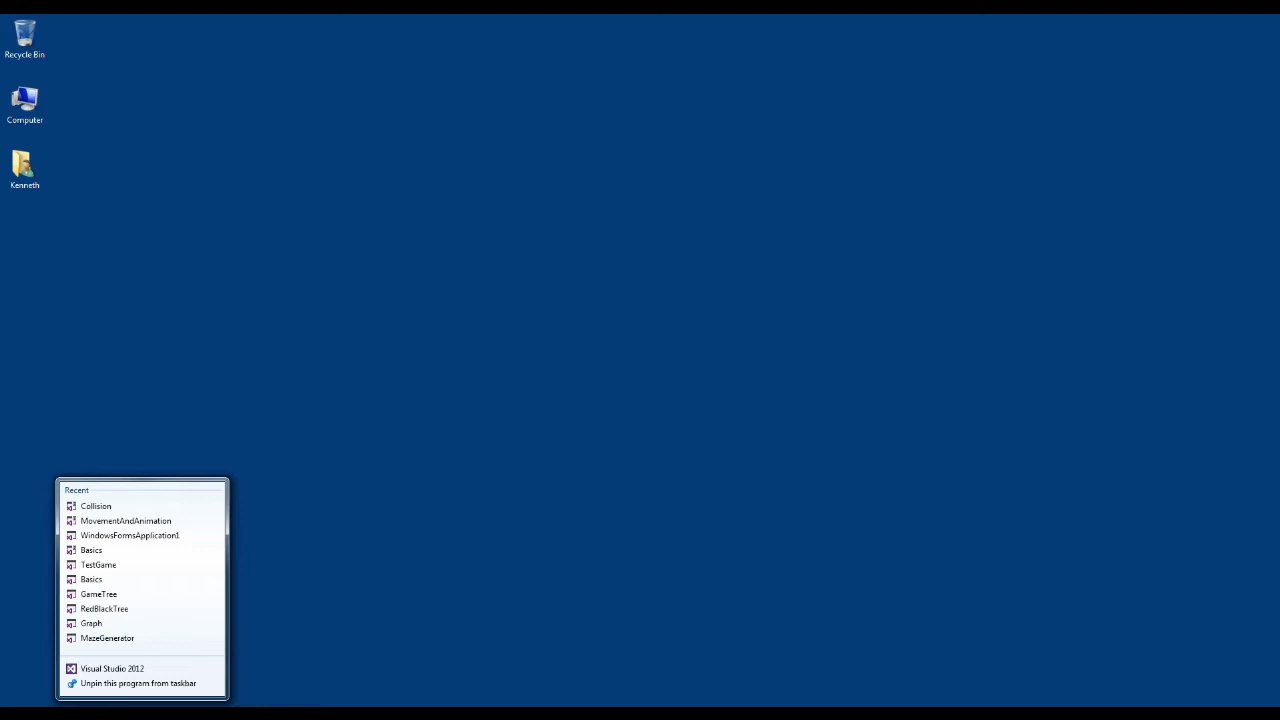 Recycle Bin
Computer
Kenneth
Recent
Collision
MovementAndAnimation
WindowsFormsApplication1
Basics
TestGame
Basics
GameTree
RedBlackTree
Graph
MazeGenerator
Visual Studio 2012
Unpin this program from taskbar